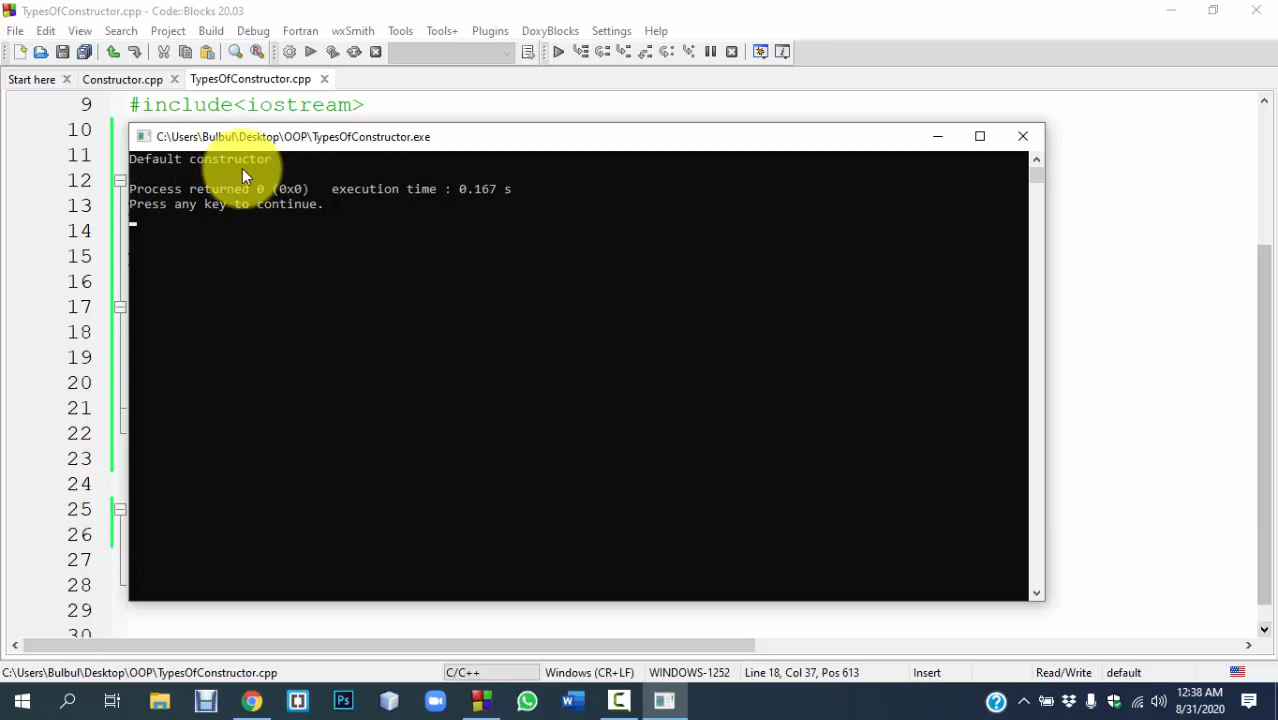 TypesOfConstructor.cpp - Code::Blocks 20.03
File Edit View Search Project Build Debug Fortran wxSmith Tools Tools+ Plugins DoxyBlocks Settings Help
Start here Constructor.cpp TypesOfConstructor.cpp
9 #include<iostream>
10 C:\Users\Bulbul\Desktop\OOP\TypesOfConstructor.exe
11 Default constructor
12 Process returned 0 (0x0) execution time : 0.167 s
13 Press any key to continue.
14
15
16
17
18
19
20
21
22
23
24
25
26
27
28
29
30
C:\Users\Bulbul\Desktop\OOP\TypesOfConstructor.cpp C/C++ Windows (CR+LF) WINDOWS-1252 Line 18, Col 37, Pos 613 Insert Read/Write default
12:38 AM
8/31/2020